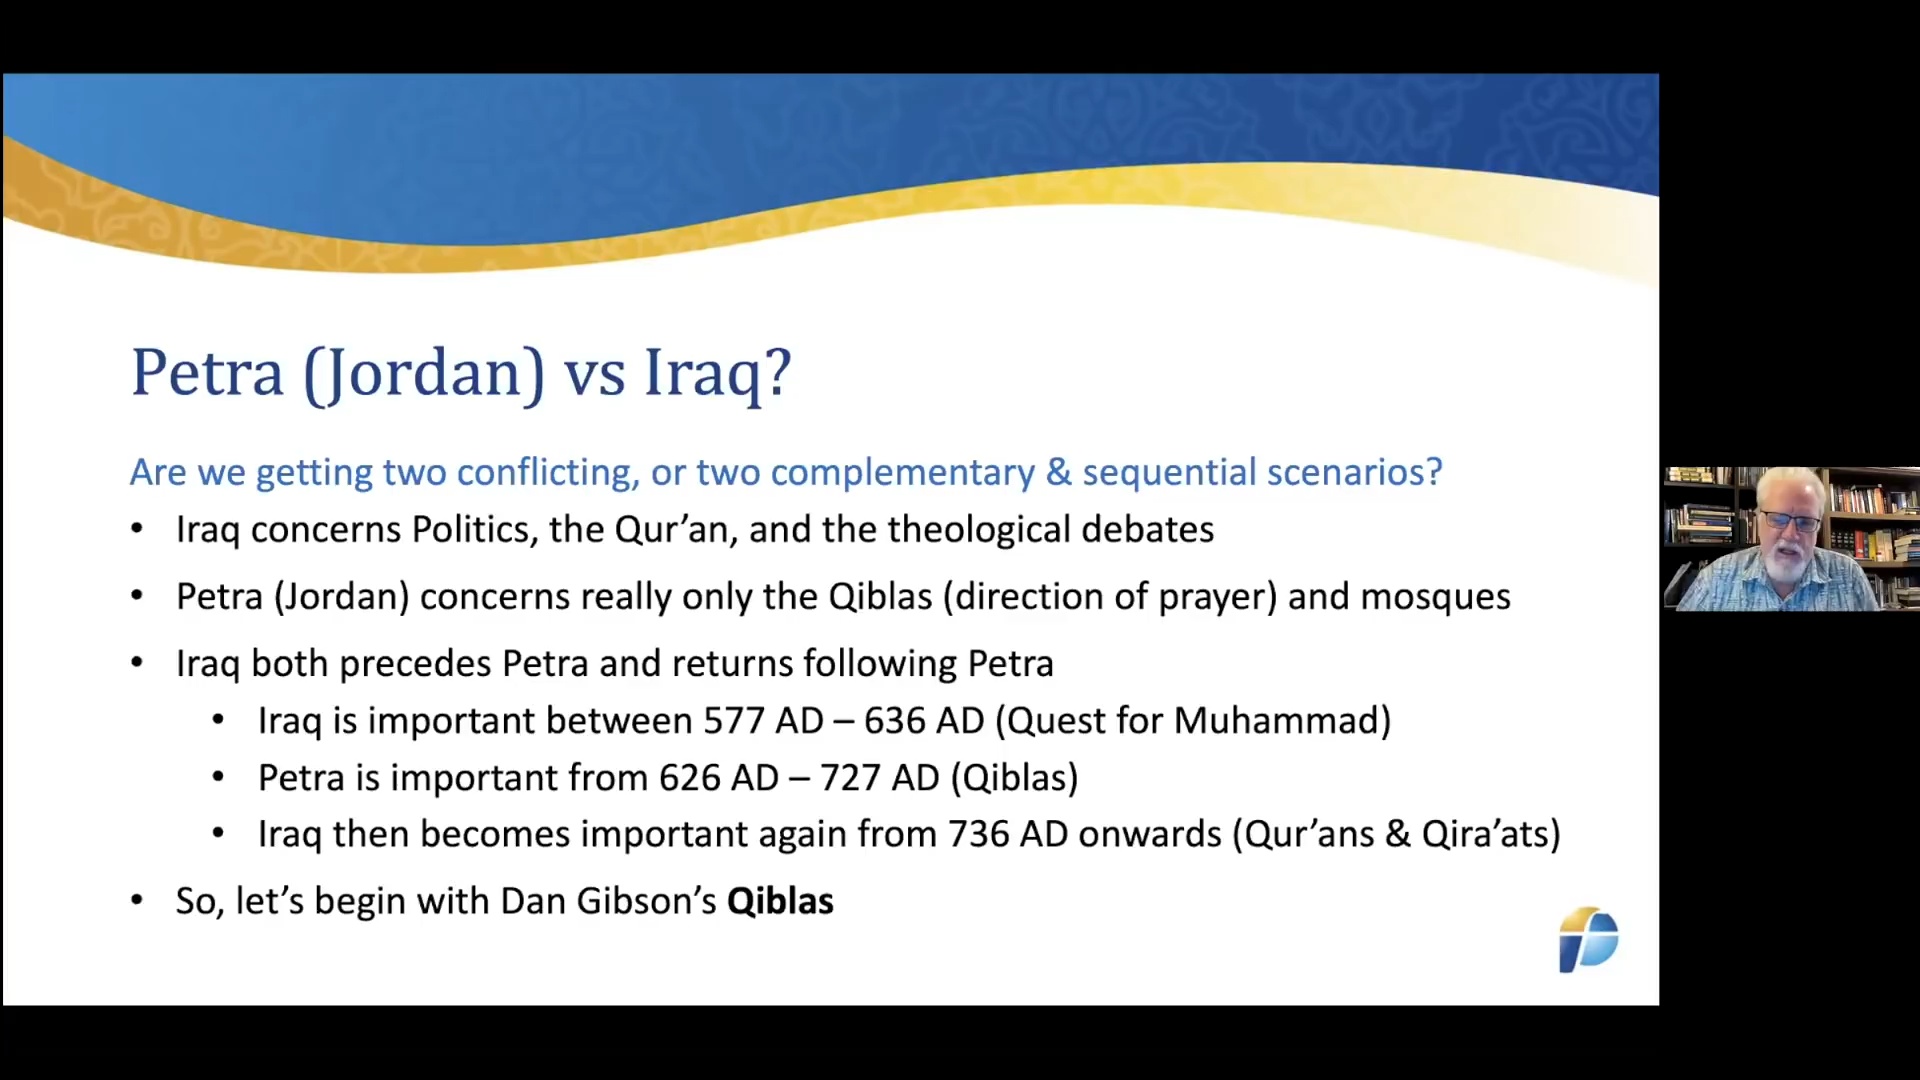 Petra (Jordan) vs Iraq?
Are we getting two conflicting, or two complementary & sequential scenarios?
• Iraq concerns Politics, the Qur’an, and the theological debates
• Petra (Jordan) concerns really only the Qiblas (direction of prayer) and mosques
• Iraq both precedes Petra and returns following Petra
• Iraq is important between 577 AD – 636 AD (Quest for Muhammad)
• Petra is important from 626 AD – 727 AD (Qiblas)
• Iraq then becomes important again from 736 AD onwards (Qur’ans & Qira’ats)
• So, let’s begin with Dan Gibson’s Qiblas